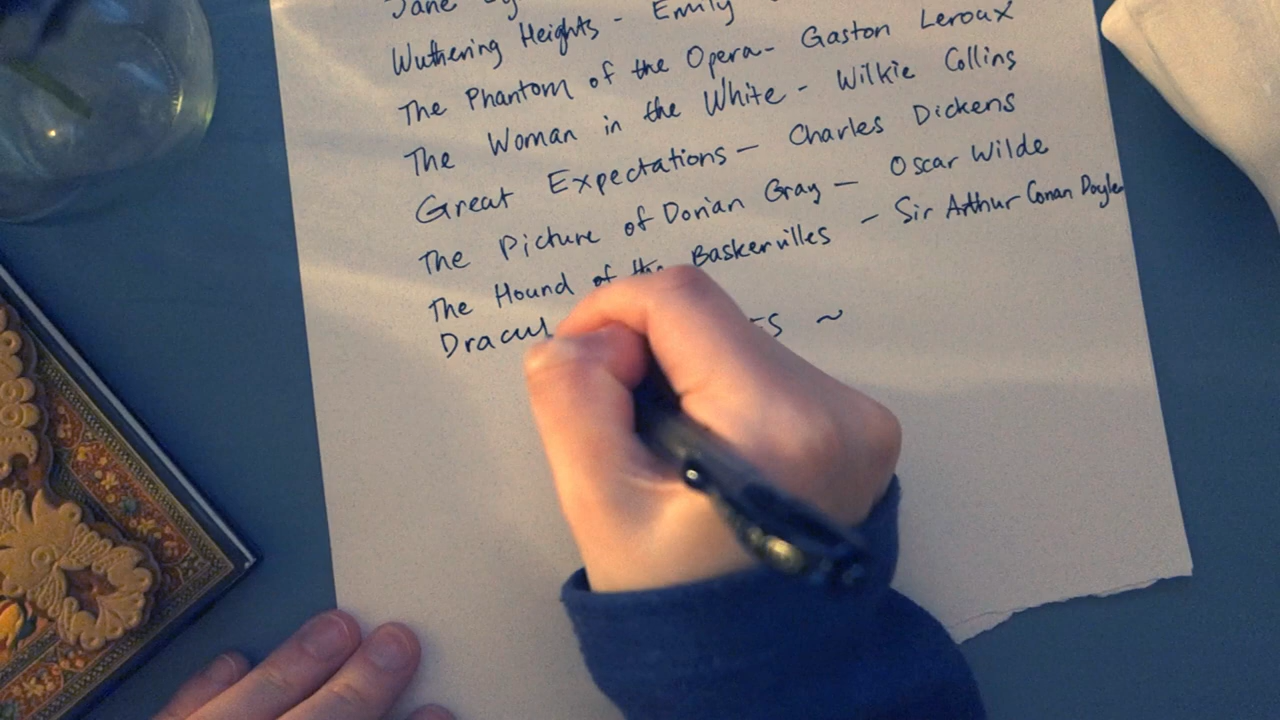 Jane
Wuthering Heights - Emily
The Phantom of the Opera - Gaston Leroux
The Woman in the White - Wilkie Collins
Great Expectations - Charles Dickens
The Picture of Dorian Gray - Oscar Wilde
The Hound of the Baskervilles - Sir Arthur Conan Doyle
Dracul ~